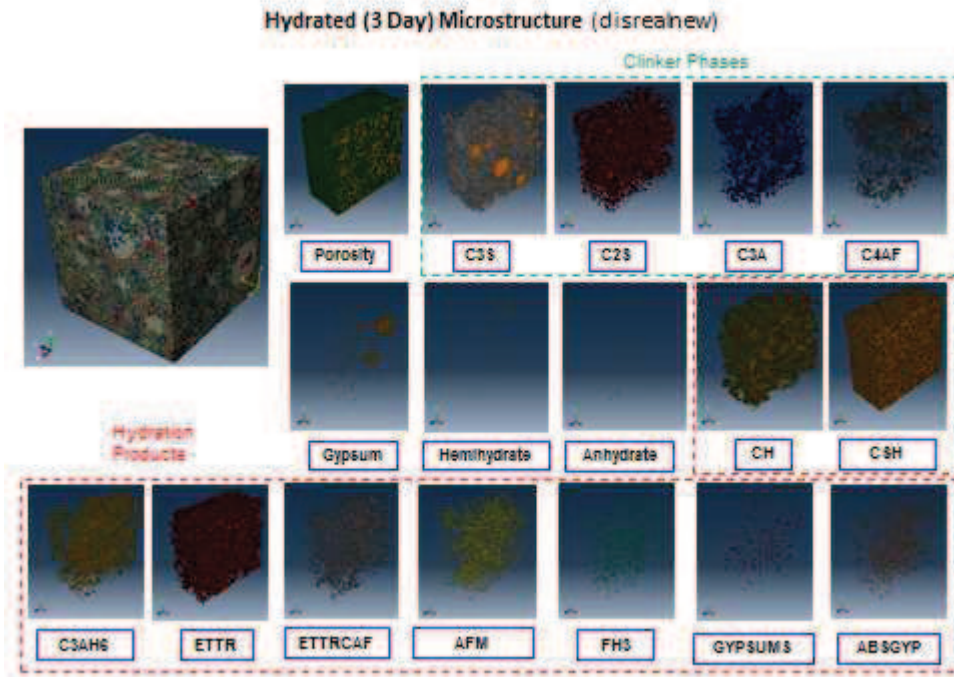 Hydrated (3 Day) Microstructure (disrealnew)
Clinker Phases
Porosity
C3S
C2S
C3A
C4AF
Hydration
Products
Gypsum
Hemihydrate
Anhydrate
CH
CSH
C3AH6
ETTR
ETTRCAF
AFM
FH3
GYPSUMS
ABSGYP